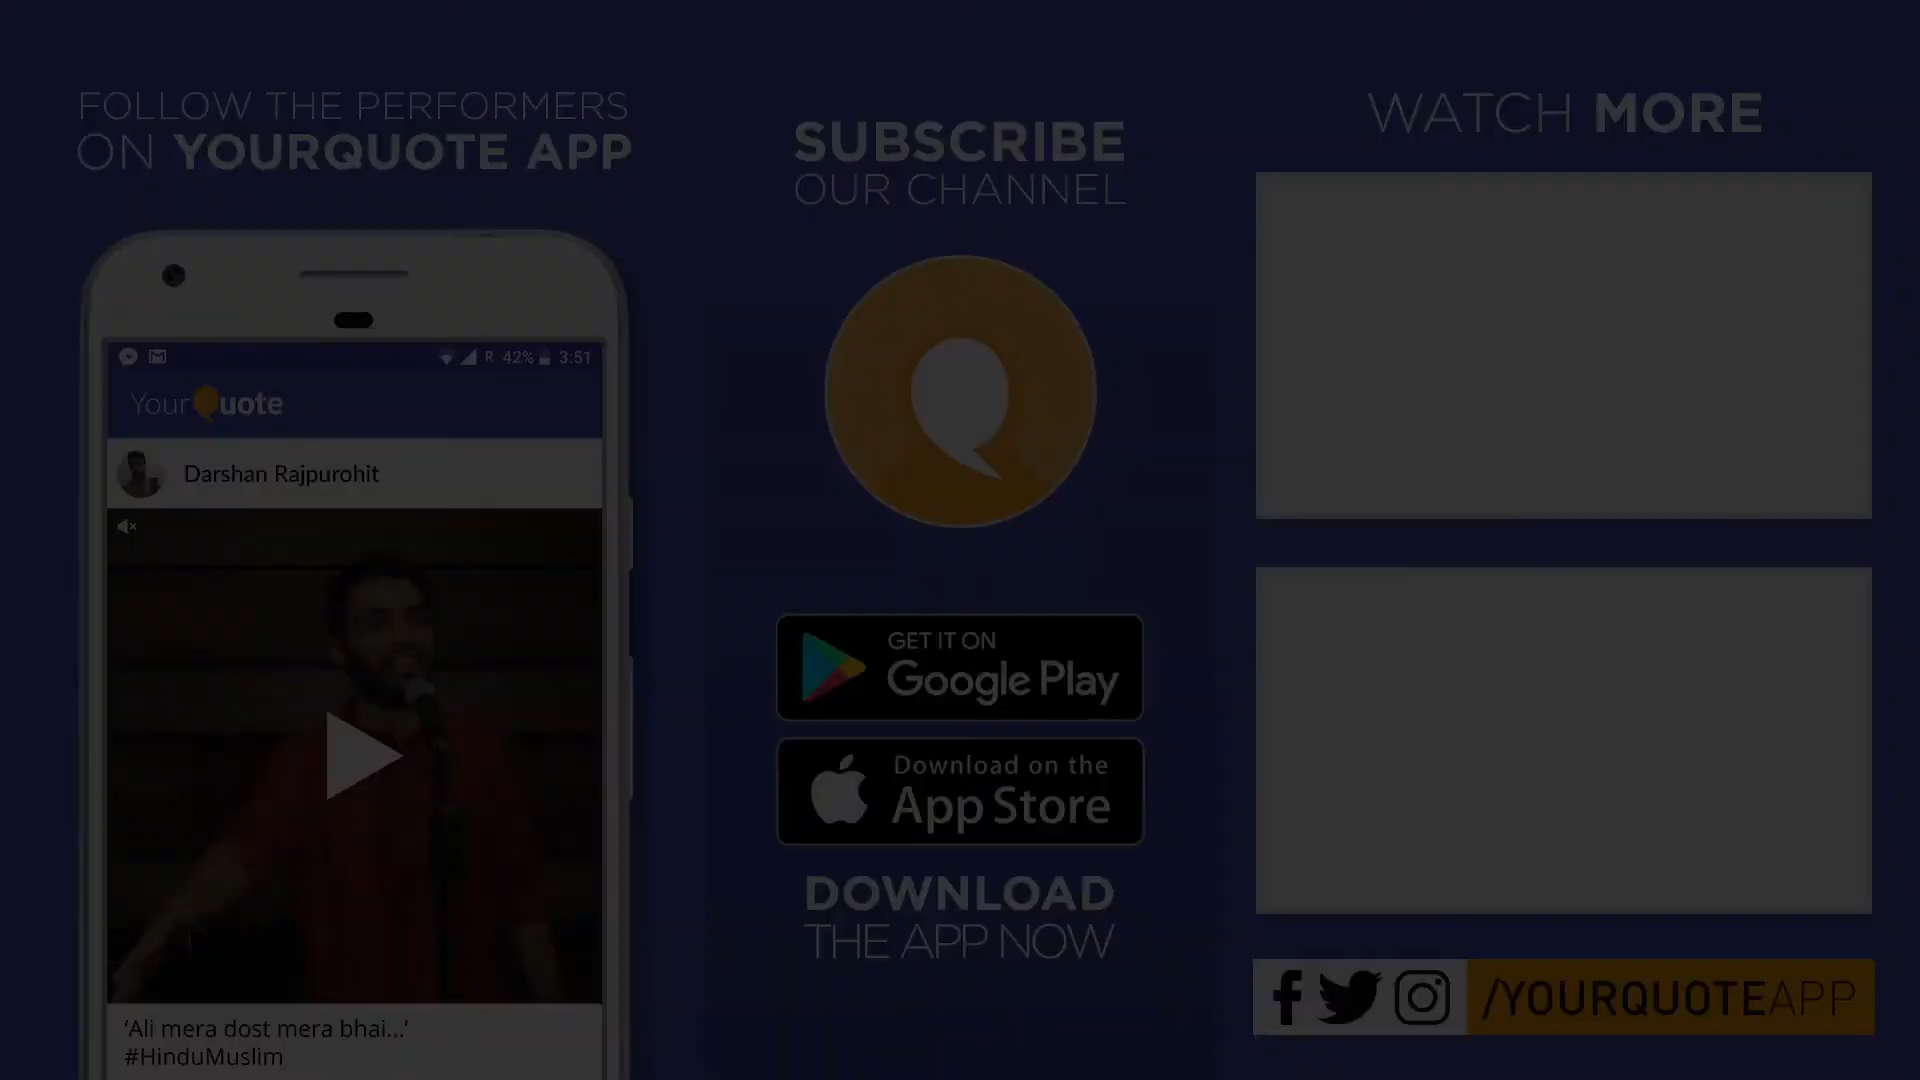 FOLLOW THE PERFORMERS
ON YOURQUOTE APP
R 42% 3:51
YourQuote
Darshan Rajpurohit
'Ali mera dost mera bhai...'
#HinduMuslim
SUBSCRIBE
OUR CHANNEL
GET IT ON
Google Play
Download on the
App Store
DOWNLOAD
THE APP NOW
WATCH MORE
/YOURQUOTEAPP